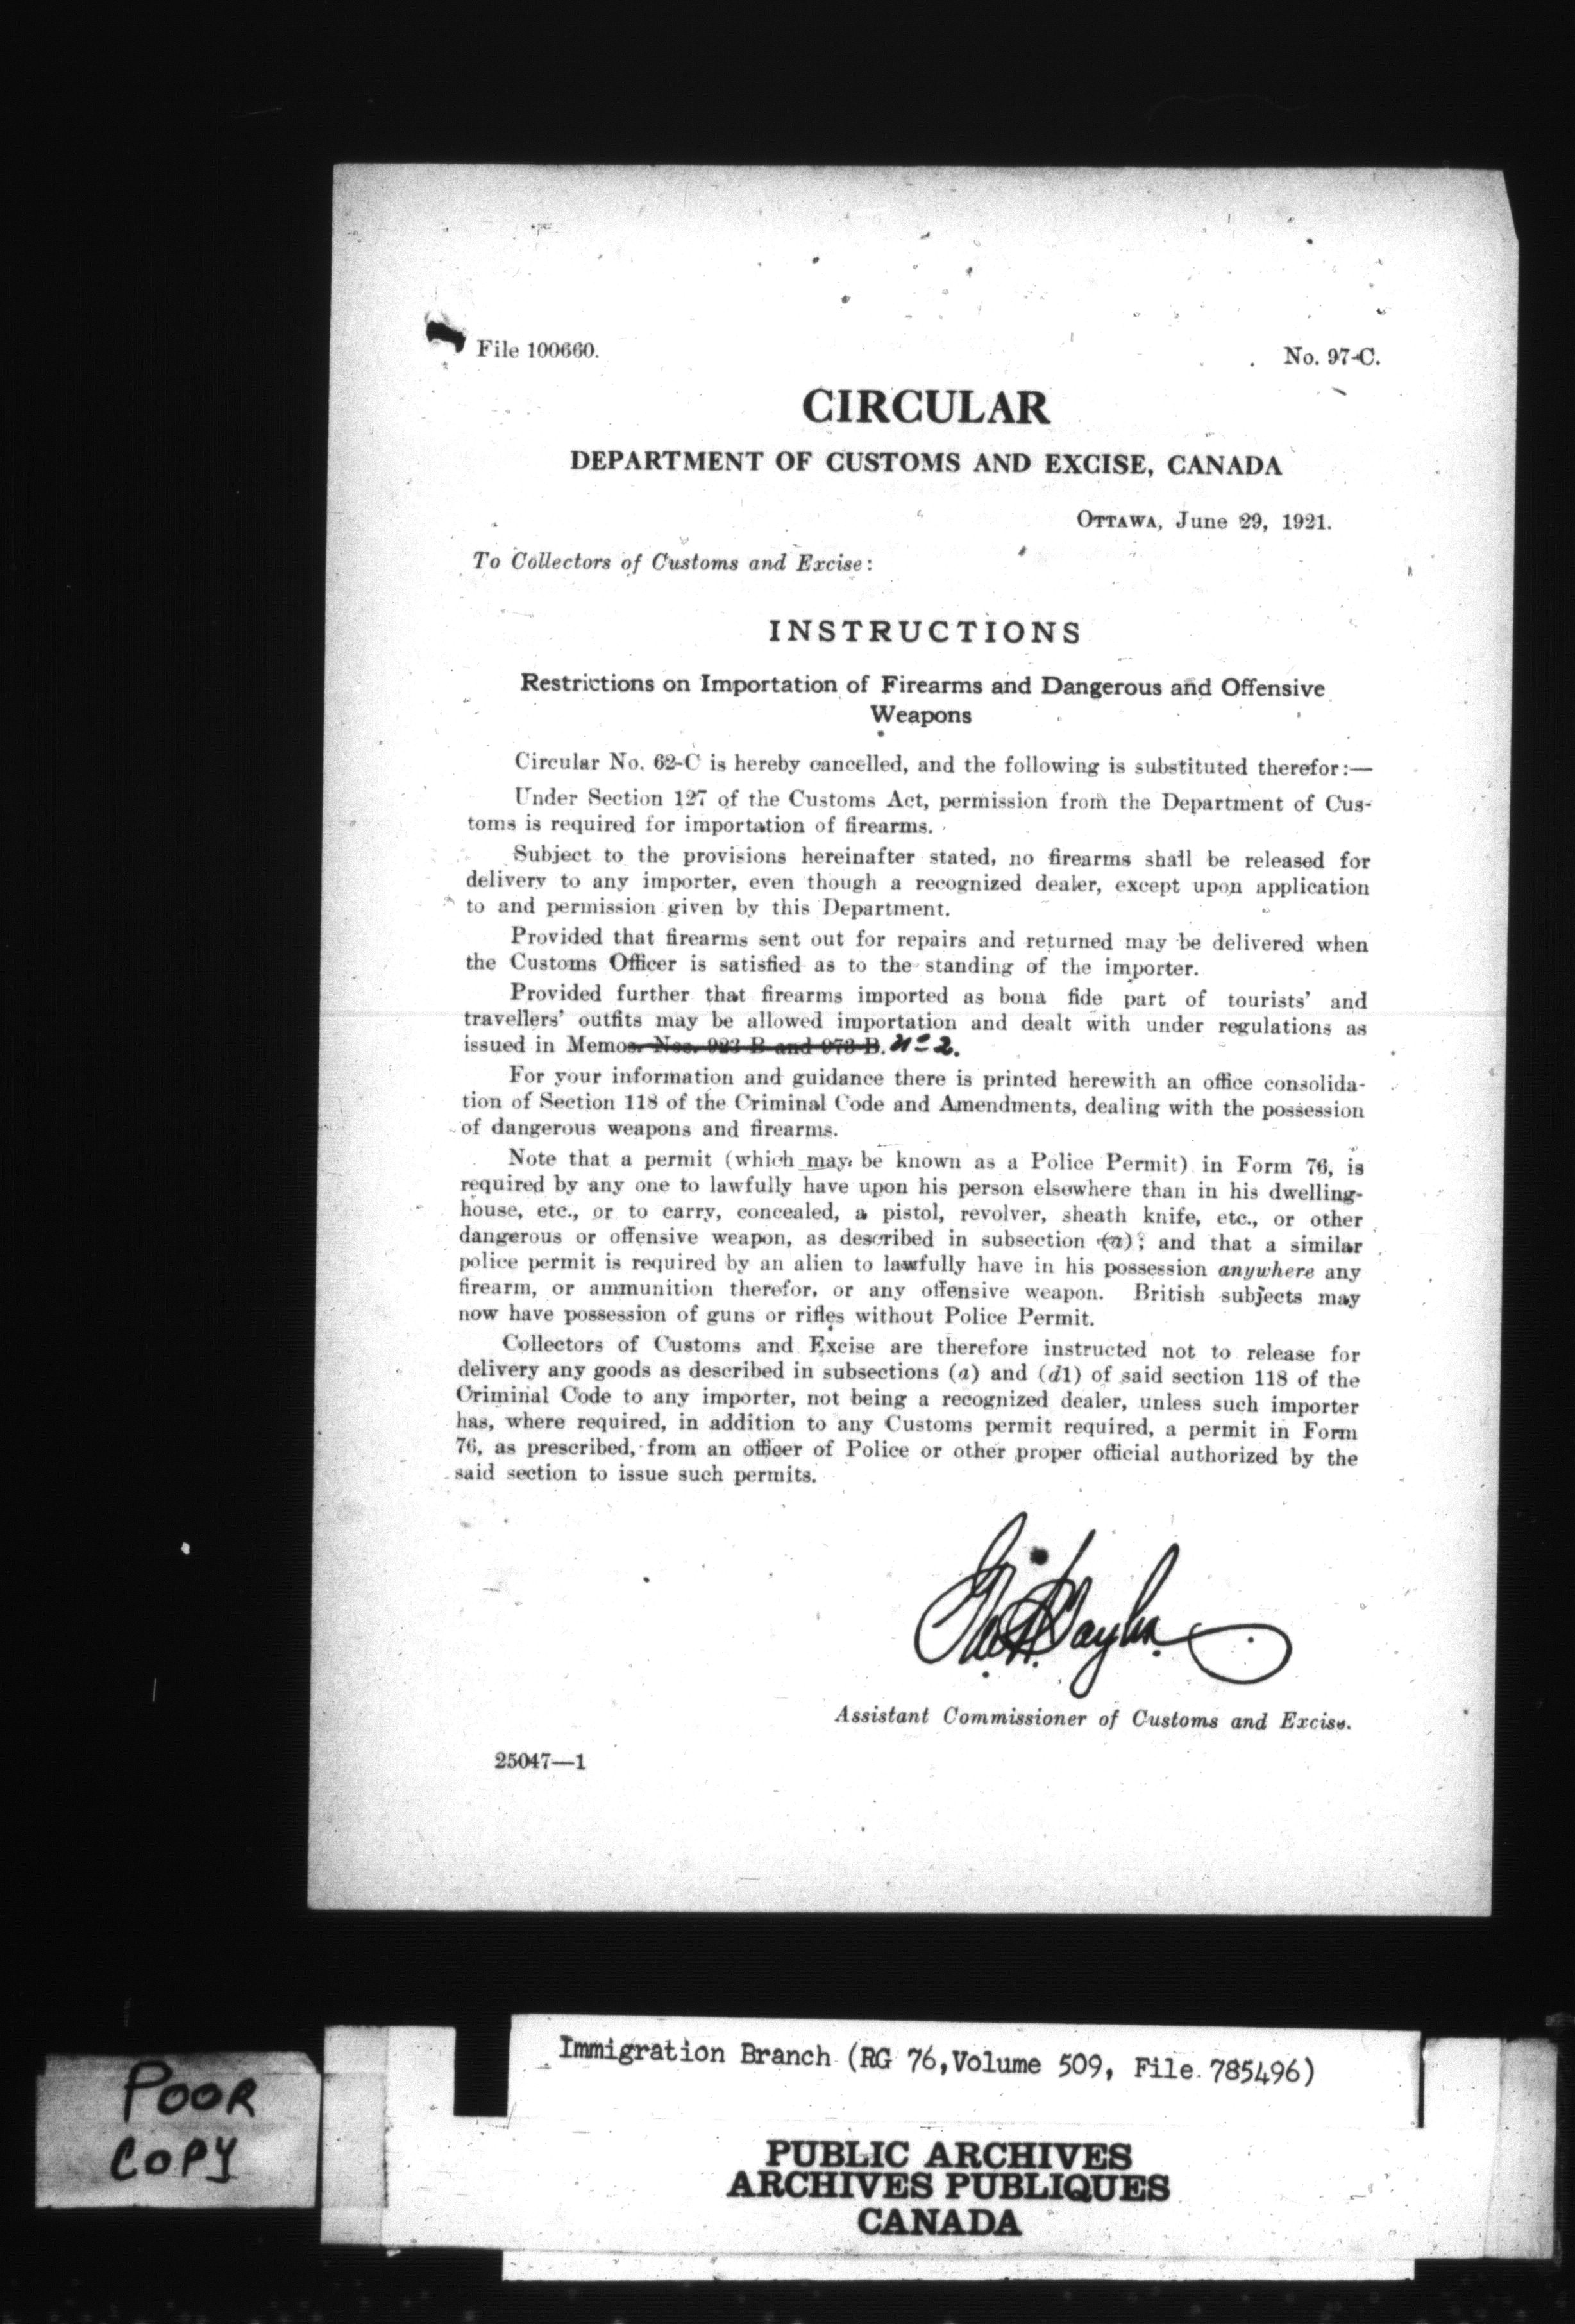 File 100660.
No. 97-C.
CIRCULAR
DEPARTMENT OF CUSTOMS AND EXCISE, CANADA
OTTAWA, June 29, 1921.
To Collectors of Customs and Excise:
INSTRUCTIONS
Restrictions on Importation of Firearms and Dangerous and Offensive
Weapons
Circular No. 62-C is hereby cancelled, and the following is substituted therefor:—
Under Section 127 of the Customs Act, permission from the Department of Cus-
toms is required for importation of firearms.
Subject to the provisions hereinafter stated, no firearms shall be released for
delivery to any importer, even though a recognized dealer, except upon application
to and permission given by this Department.
Provided that firearms sent out for repairs and returned may be delivered when
the Customs Officer is satisfied as to the standing of the importer.
Provided further that firearms imported as bona fide part of tourists' and
travellers' outfits may be allowed importation and dealt with under regulations as
issued in Memos. Nos. 923 B and 973 B. No 2.
For your information and guidance there is printed herewith an office consolida-
tion of Section 118 of the Criminal Code and Amendments, dealing with the possession
of dangerous weapons and firearms.
Note that a permit (which may be known as a Police Permit) in Form 76, is
required by any one to lawfully have upon his person elsewhere than in his dwelling-
house, etc., or to carry, concealed, a pistol, revolver, sheath knife, etc., or other
dangerous or offensive weapon, as described in subsection (a); and that a similar
police permit is required by an alien to lawfully have in his possession anywhere any
firearm, or ammunition therefor, or any offensive weapon. British subjects may
now have possession of guns or rifles without Police Permit.
Collectors of Customs and Excise are therefore instructed not to release for
delivery any goods as described in subsections (a) and (d1) of said section 118 of the
Criminal Code to any importer, not being a recognized dealer, unless such importer
has, where required, in addition to any Customs permit required, a permit in Form
76, as prescribed, from an officer of Police or other proper official authorized by the
said section to issue such permits.
Assistant Commissioner of Customs and Excise.
25047—1
Immigration Branch (RG 76, Volume 509, File 785496)
POOR
COPY
PUBLIC ARCHIVES
ARCHIVES PUBLIQUES
CANADA